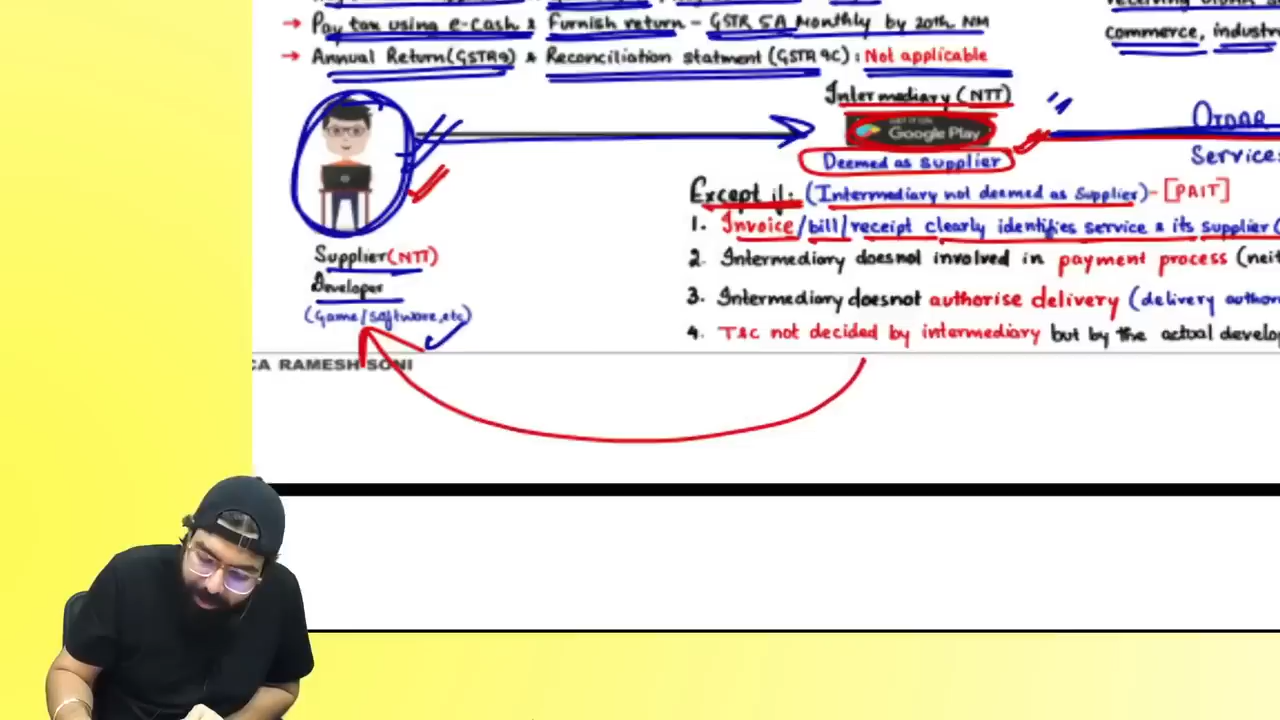 → Pay tax using e-cash & Furnish return - GSTR 5A Monthly by 20th NM
→ Annual Return(GSTR9) & Reconciliation statment (GSTR 9C) : Not applicable
commerce, industr
Intermediary (NTT)
Google Play
Deemed as supplier
OIDAR
Services
Except if: (Intermediary not deemed as Supplier)- [PAIT]
1. Invoice/bill/receipt clearly identifies service & its supplier (
2. Intermediary doesnot involved in payment process (neit
3. Intermediary doesnot authorise delivery (delivery author
4. T&C not decided by intermediary but by the actual develop
Supplier(NTT)
Developer
(Game/software,etc)
CA RAMESH SONI